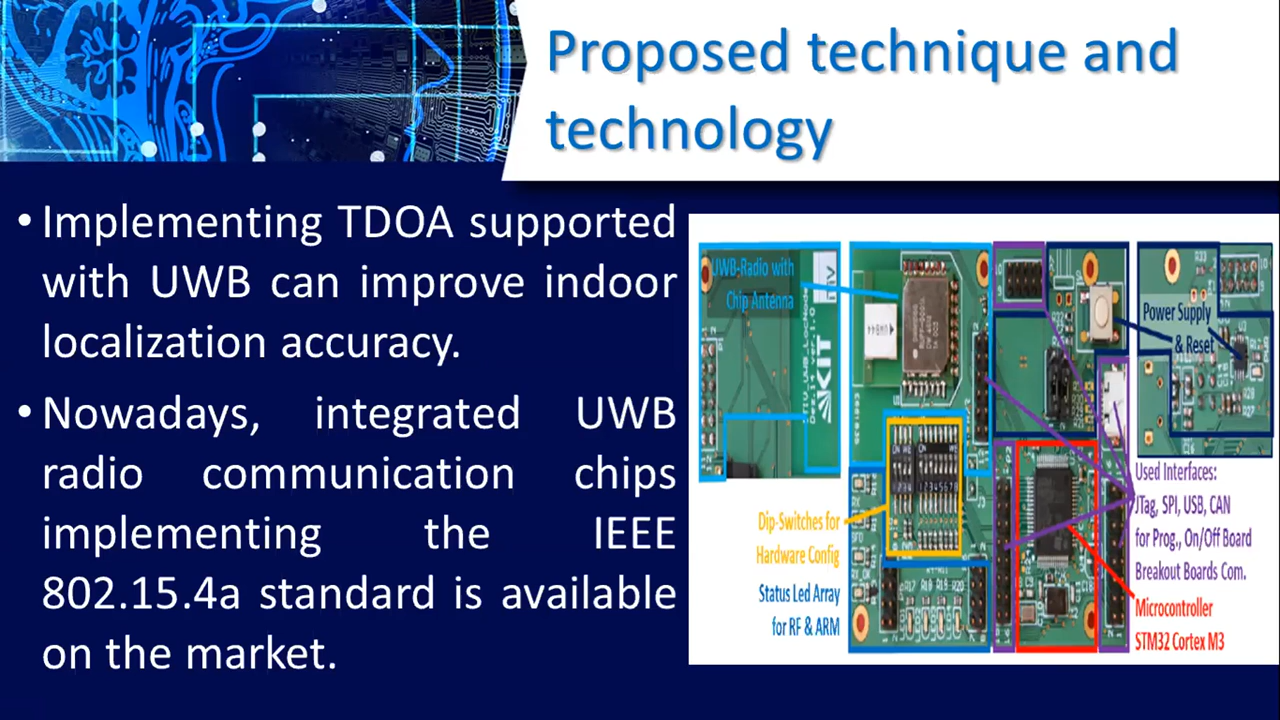 Proposed technique and
technology
• Implementing TDOA supported
with UWB can improve indoor
localization accuracy.
• Nowadays, integrated UWB
radio communication chips
implementing the IEEE
802.15.4a standard is available
on the market.
UWB-Radio with
Chip Antenna
KIT
Power Supply
& Reset
Dip-Switches for
Hardware Config
Status Led Array
for RF & ARM
Used Interfaces:
JTag, SPI, USB, CAN
for Prog., On/Off Board
Breakout Boards Com.
Microcontroller
STM32 Cortex M3